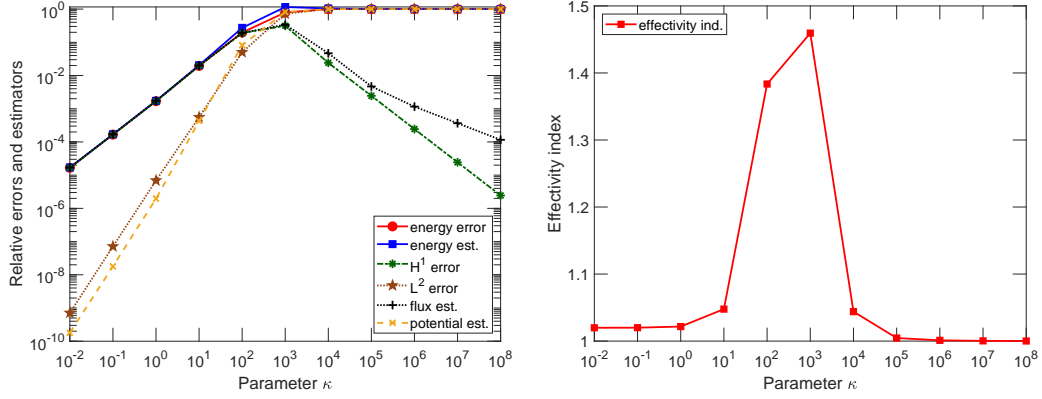 Relative errors and estimators
10^0
10^-2
10^-4
10^-6
10^-8
10^-10
energy error
energy est.
H^1 error
L^2 error
flux est.
potential est.
10^-2 10^-1 10^0 10^1 10^2 10^3 10^4 10^5 10^6 10^7 10^8
Parameter κ
Effectivity index
1.5
1.4
1.3
1.2
1.1
1
effectivity ind.
10^-2 10^-1 10^0 10^1 10^2 10^3 10^4 10^5 10^6 10^7 10^8
Parameter κ